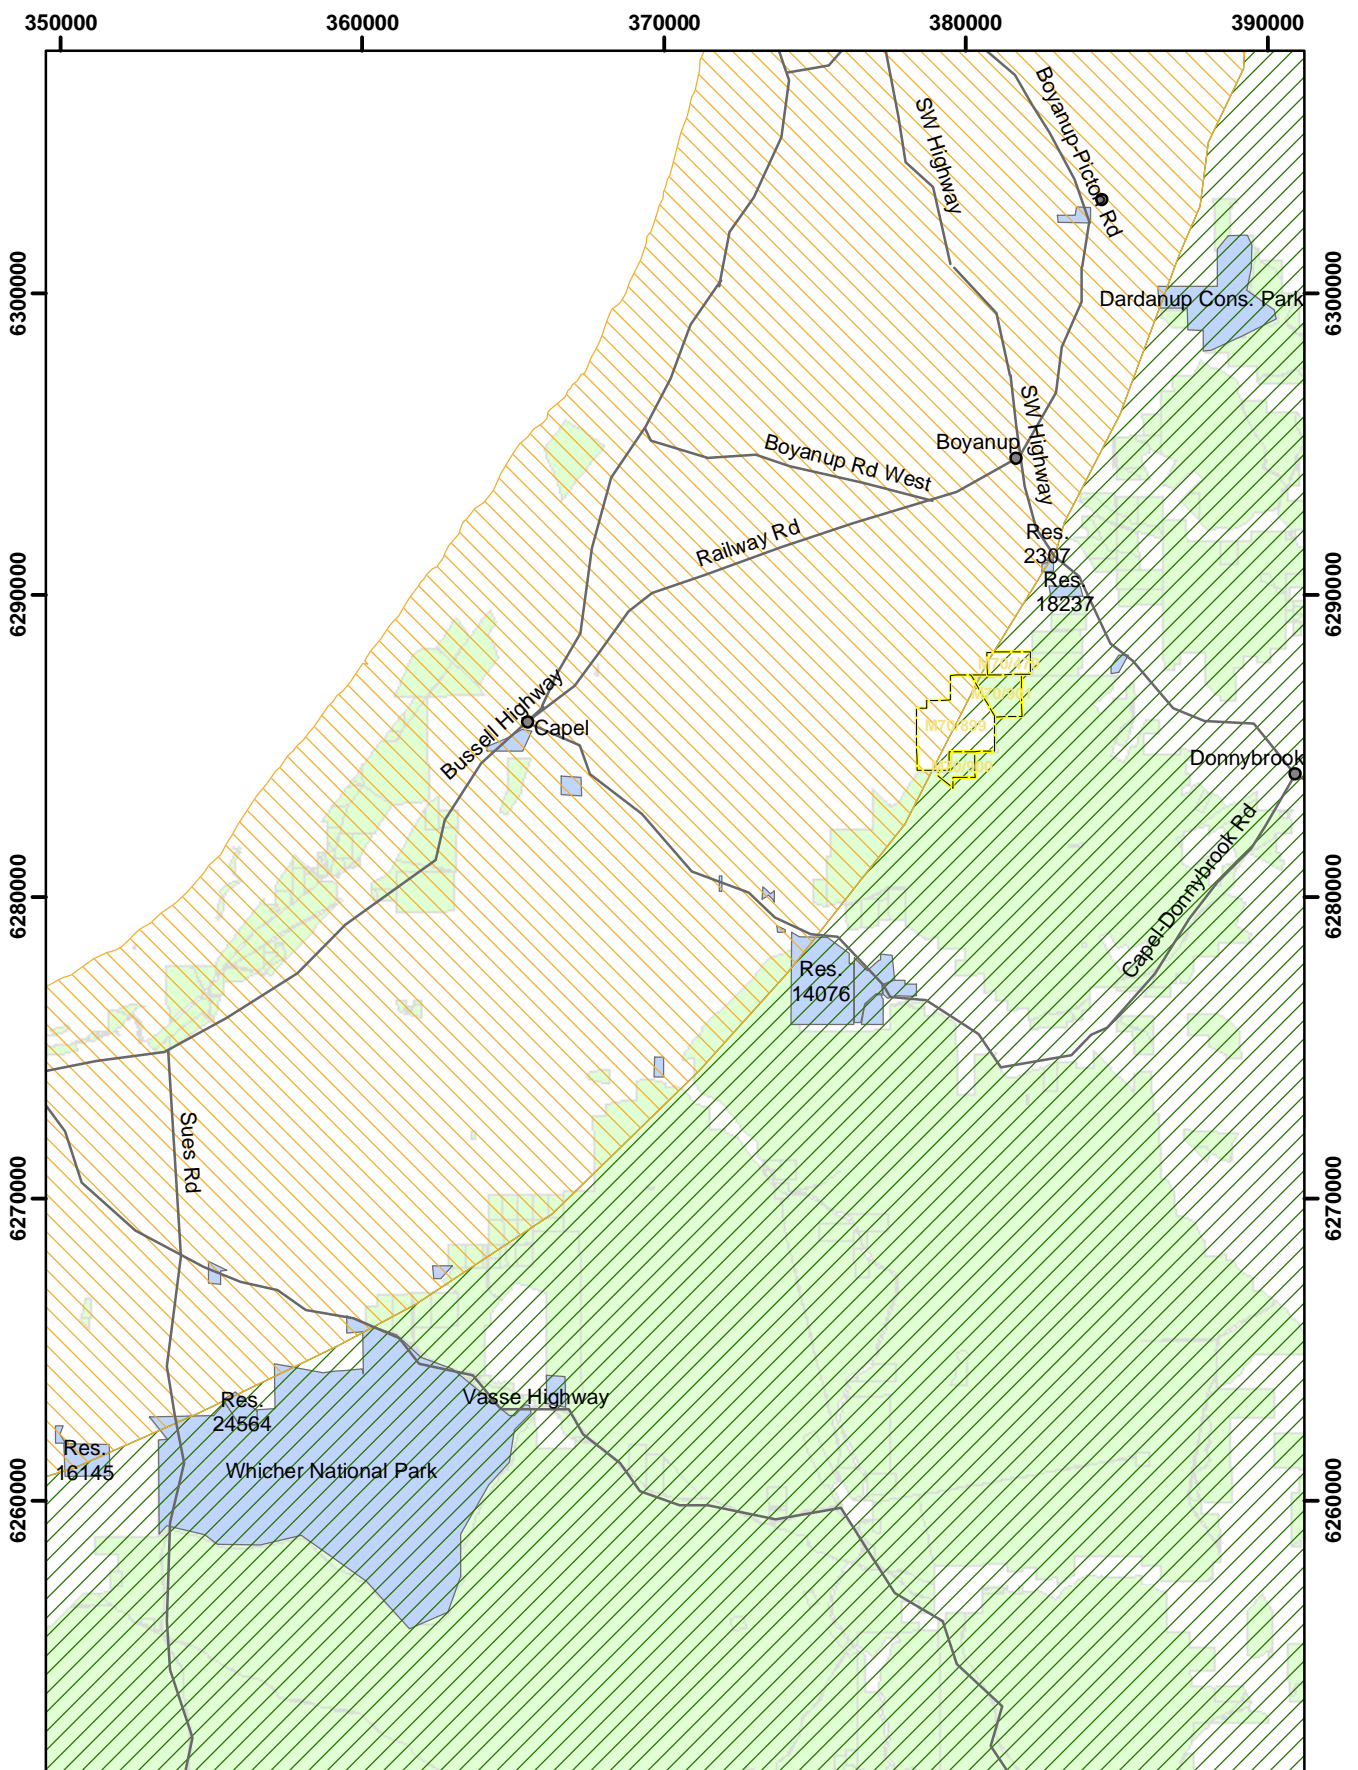 350000
360000
370000
380000
390000
6300000
6290000
6280000
6270000
6260000
6300000
6290000
6280000
6270000
6260000
SW Highway
Boyanup-Picton Rd
Dardanup Cons. Park
SW Highway
Boyanup
Boyanup Rd West
Railway Rd
Res.
2307
Res.
18237
M70/899
Bussell Highway
Capel
Donnybrook
Capel-Donnybrook Rd
Res.
14076
Sues Rd
Vasse Highway
Res.
24564
Res.
16145
Whicher National Park